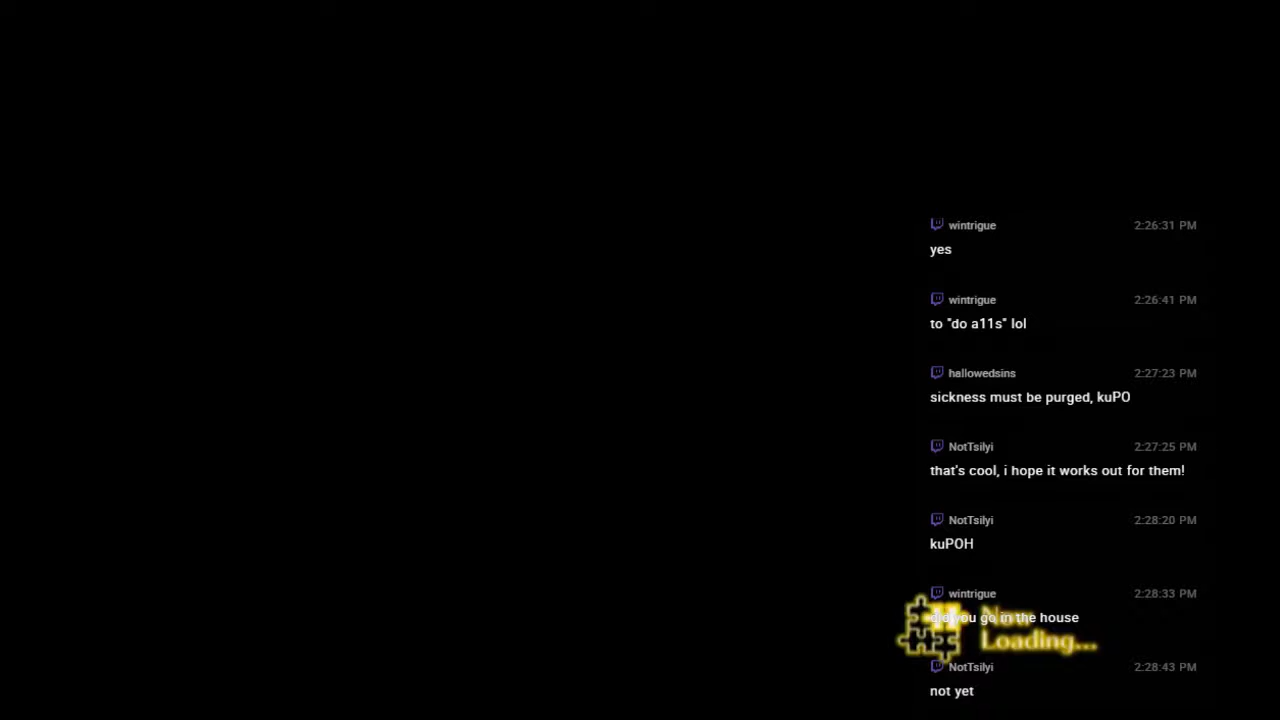 wintrigue 2:26:31 PM
yes
wintrigue 2:26:41 PM
to "do a11s" lol
hallowedsins 2:27:23 PM
sickness must be purged, kuPO
NotTsilyi 2:27:25 PM
that's cool, i hope it works out for them!
NotTsilyi 2:28:20 PM
kuPOH
wintrigue 2:28:33 PM
did you go in the house
Now
Loading...
NotTsilyi 2:28:43 PM
not yet